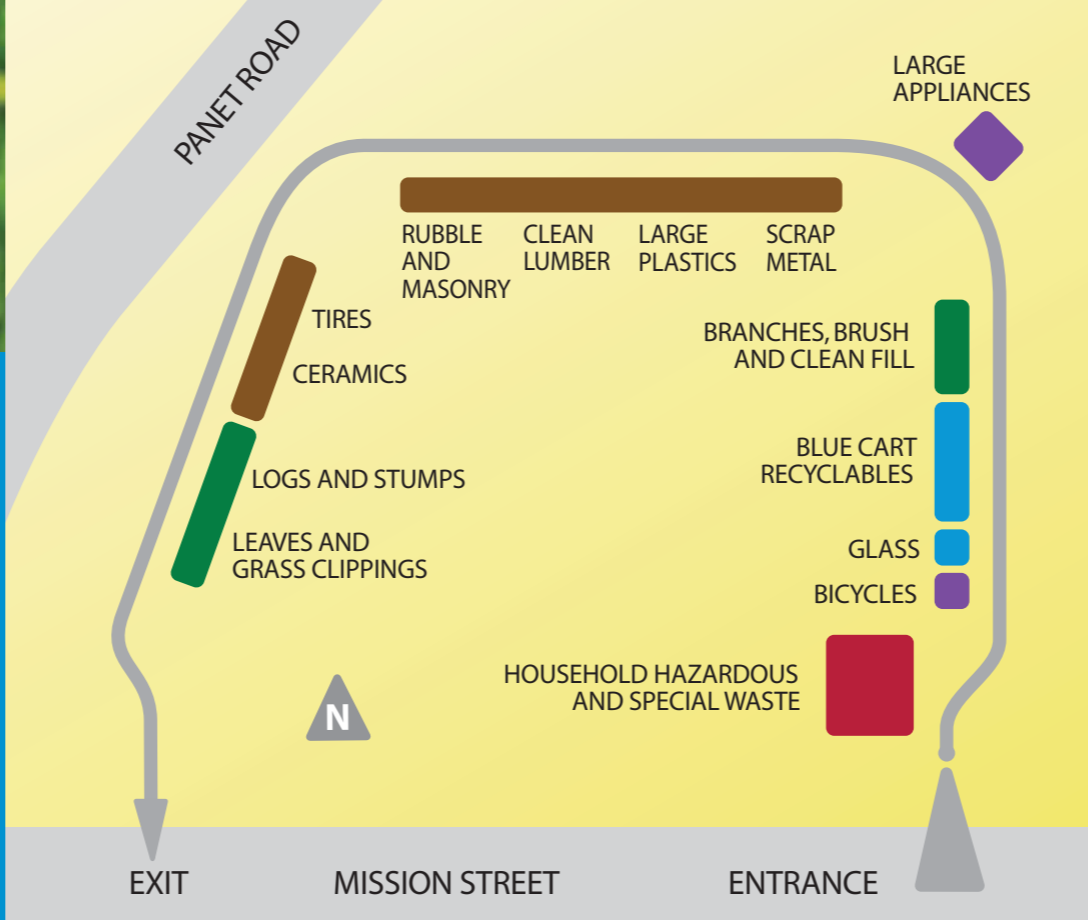 PANET ROAD
LARGE
APPLIANCES
RUBBLE
AND
MASONRY
CLEAN
LUMBER
LARGE
PLASTICS
SCRAP
METAL
TIRES
CERAMICS
BRANCHES, BRUSH
AND CLEAN FILL
LOGS AND STUMPS
BLUE CART
RECYCLABLES
LEAVES AND
GRASS CLIPPINGS
GLASS
BICYCLES
HOUSEHOLD HAZARDOUS
AND SPECIAL WASTE
N
EXIT
MISSION STREET
ENTRANCE